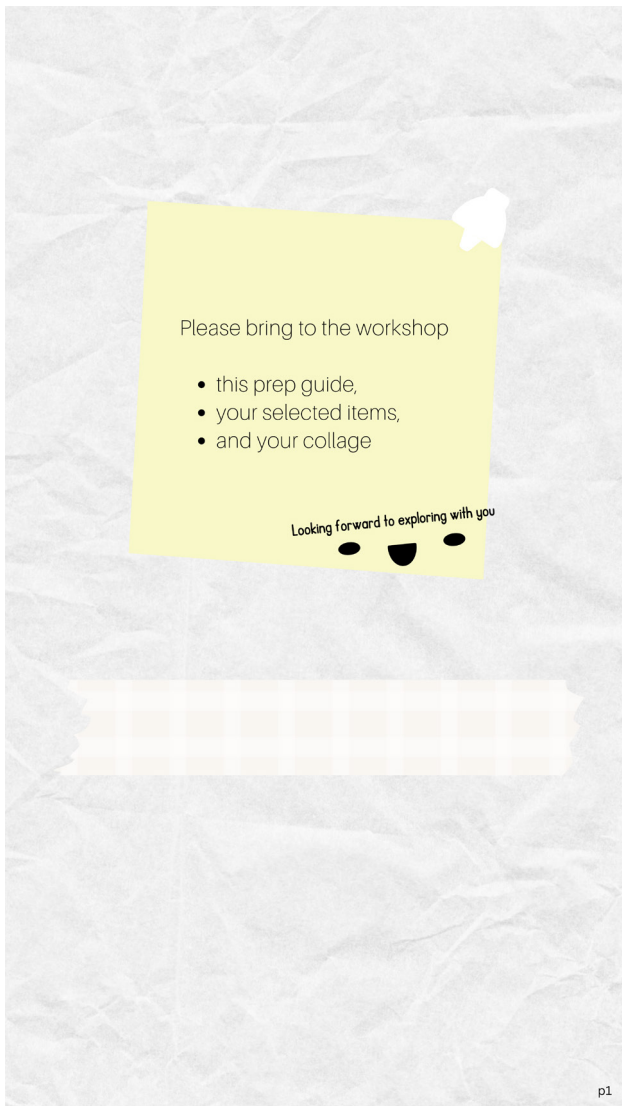 Please bring to the workshop
• this prep guide,
• your selected items,
• and your collage
Looking forward to exploring with you
p1